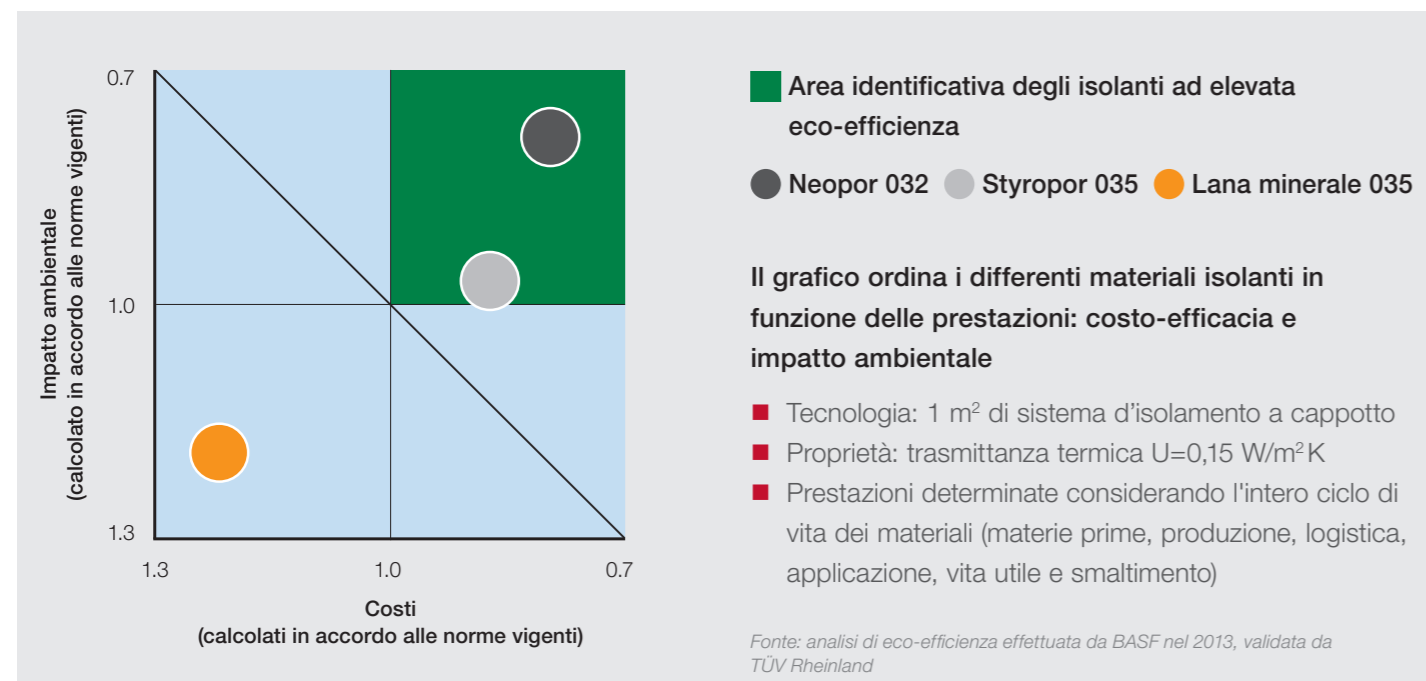 0.7
1.0
1.3
Impatto ambientale
(calcolato in accordo alle norme vigenti)
1.3
1.0
0.7
Costi
(calcolati in accordo alle norme vigenti)
Area identificativa degli isolanti ad elevata
eco-efficienza
Neopor 032 Styropor 035 Lana minerale 035
Il grafico ordina i differenti materiali isolanti in
funzione delle prestazioni: costo-efficacia e
impatto ambientale
Tecnologia: 1 m² di sistema d’isolamento a cappotto
Proprietà: trasmittanza termica U=0,15 W/m² K
Prestazioni determinate considerando l'intero ciclo di
vita dei materiali (materie prime, produzione, logistica,
applicazione, vita utile e smaltimento)
Fonte: analisi di eco-efficienza effettuata da BASF nel 2013, validata da
TÜV Rheinland